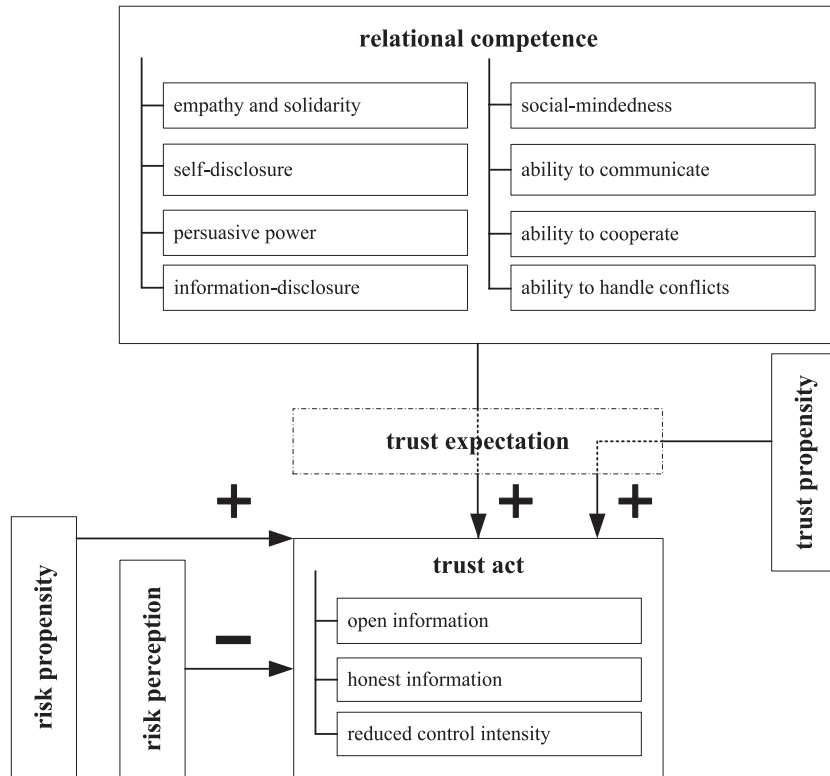 relational competence
empathy and solidarity
self-disclosure
persuasive power
information-disclosure
social-mindedness
ability to communicate
ability to cooperate
ability to handle conflicts
trust expectation
trust propensity
+
+
+
risk propensity
risk perception
−
trust act
open information
honest information
reduced control intensity